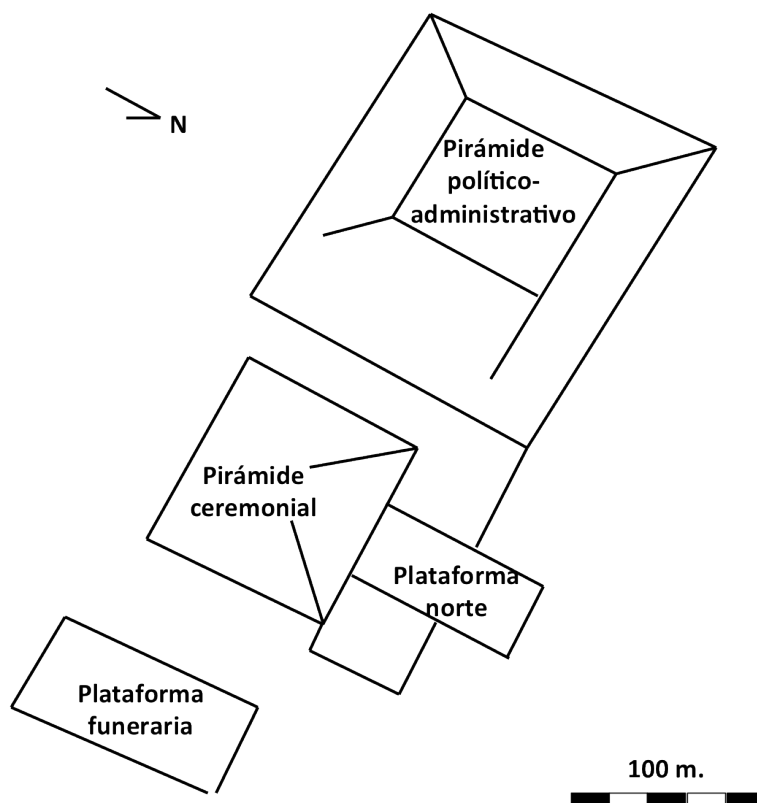 N
Pirámide
político-
administrativo
Pirámide
ceremonial
Plataforma
norte
Plataforma
funeraria
100 m.